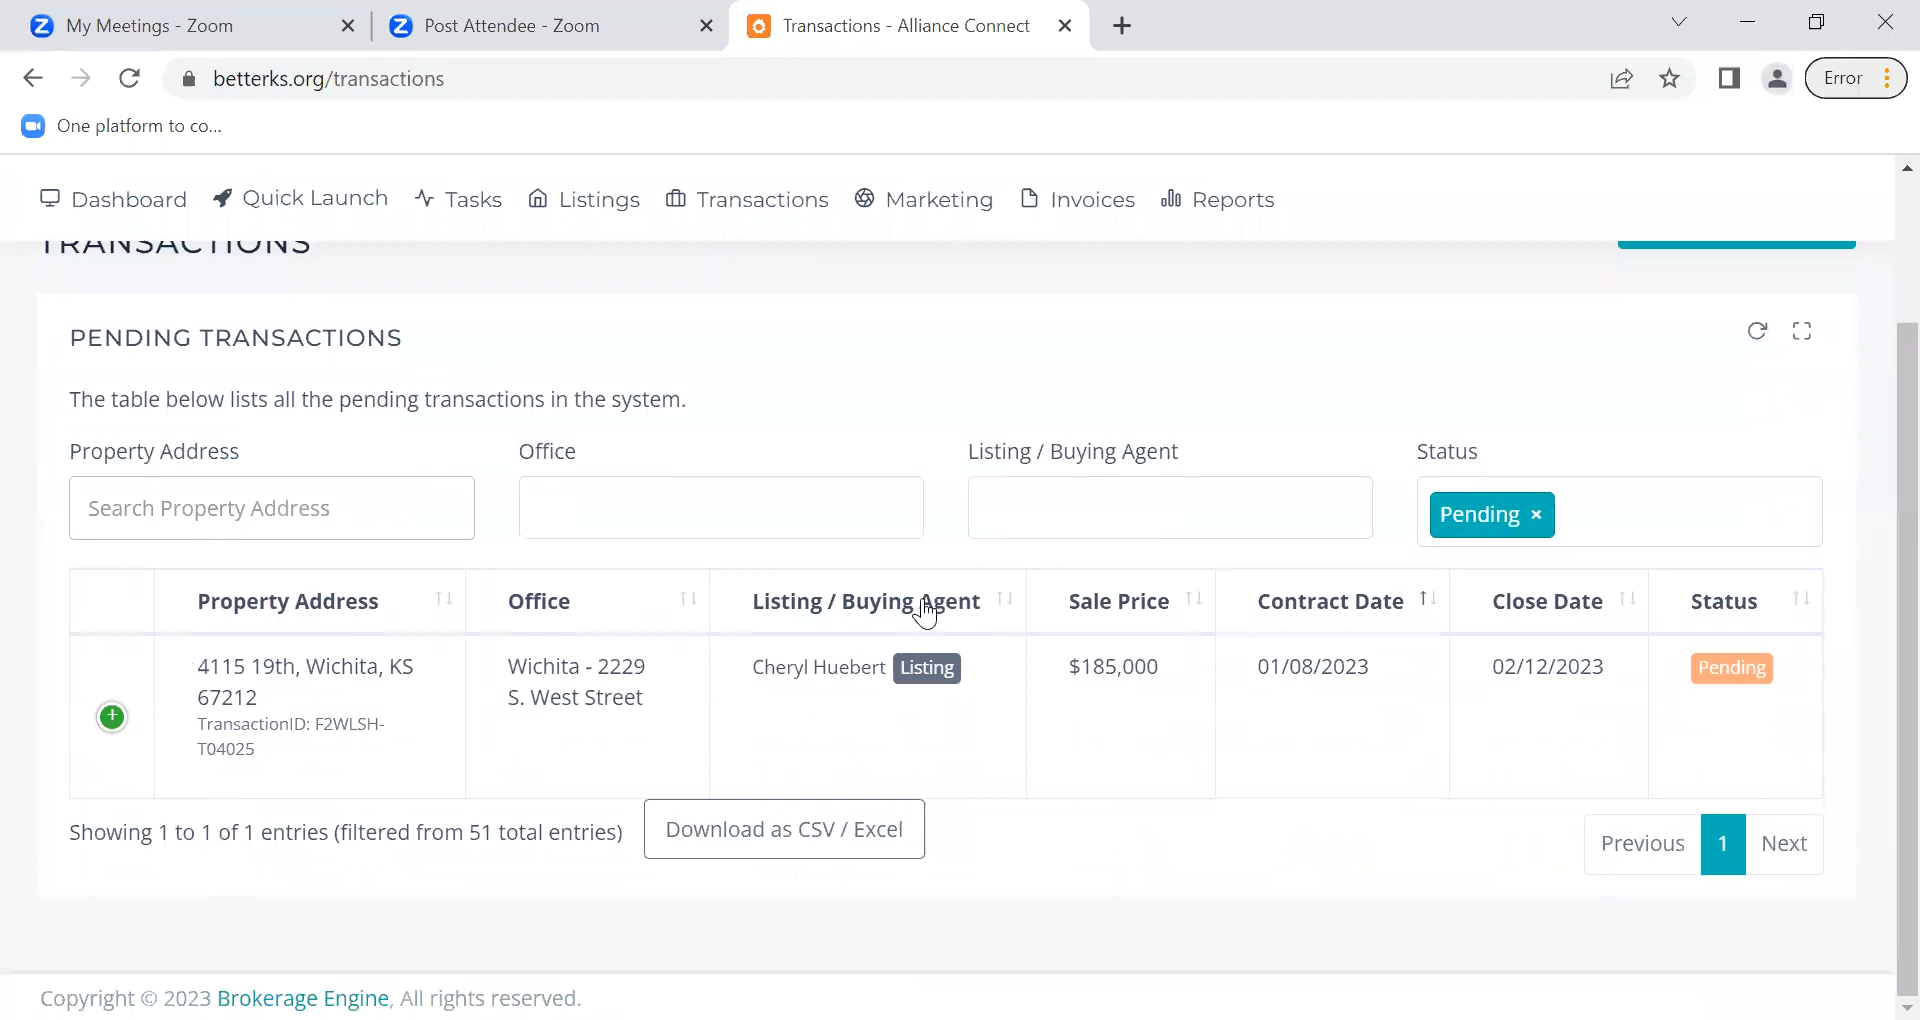 My Meetings - Zoom
Post Attendee - Zoom
Transactions - Alliance Connect
betterks.org/transactions
Error
One platform to co...
Dashboard
Quick Launch
Tasks
Listings
Transactions
Marketing
Invoices
Reports
TRANSACTIONS
PENDING TRANSACTIONS
The table below lists all the pending transactions in the system.
Property Address
Office
Listing / Buying Agent
Status
Search Property Address
Pending ×
Property Address
Office
Listing / Buying Agent
Sale Price
Contract Date
Close Date
Status
4115 19th, Wichita, KS
67212
TransactionID: F2WLSH-
T04025
Wichita - 2229
S. West Street
Cheryl Huebert Listing
$185,000
01/08/2023
02/12/2023
Pending
Showing 1 to 1 of 1 entries (filtered from 51 total entries)
Download as CSV / Excel
Previous
1
Next
Copyright © 2023 Brokerage Engine, All rights reserved.